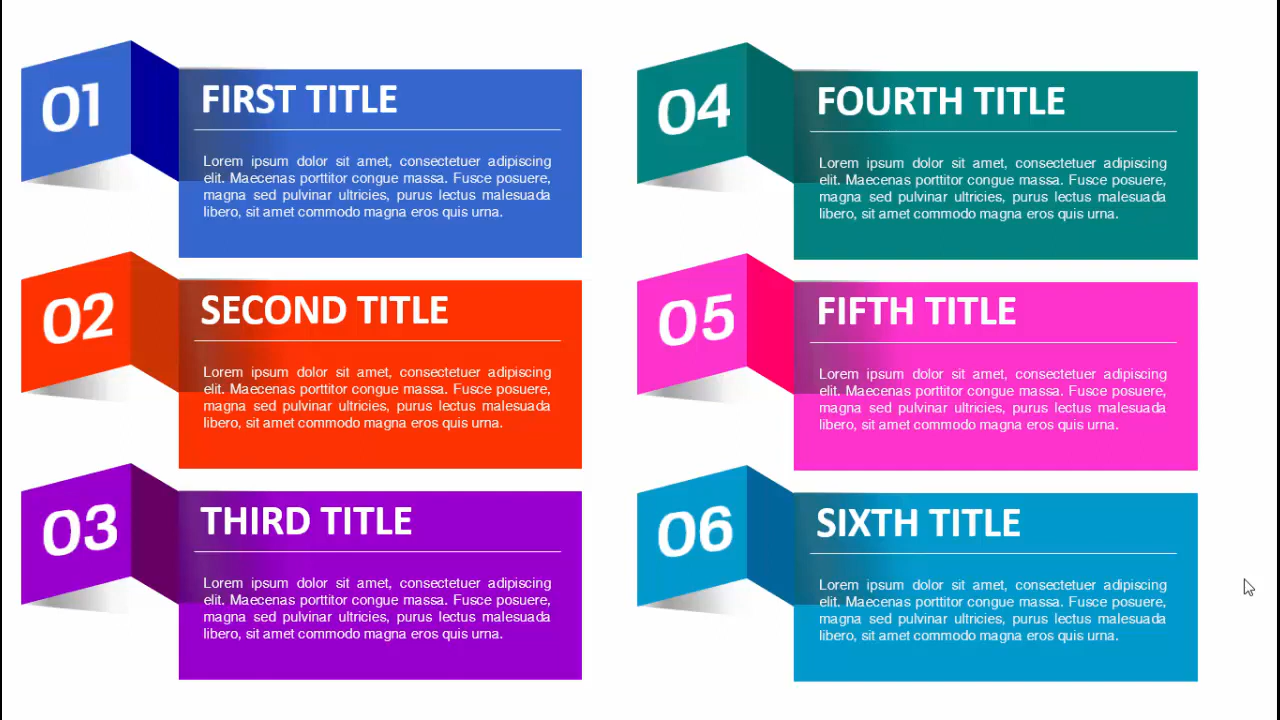 01
FIRST TITLE
Lorem ipsum dolor sit amet, consectetuer adipiscing
elit. Maecenas porttitor congue massa. Fusce posuere,
magna sed pulvinar ultricies, purus lectus malesuada
libero, sit amet commodo magna eros quis urna.
02
SECOND TITLE
Lorem ipsum dolor sit amet, consectetuer adipiscing
elit. Maecenas porttitor congue massa. Fusce posuere,
magna sed pulvinar ultricies, purus lectus malesuada
libero, sit amet commodo magna eros quis urna.
03
THIRD TITLE
Lorem ipsum dolor sit amet, consectetuer adipiscing
elit. Maecenas porttitor congue massa. Fusce posuere,
magna sed pulvinar ultricies, purus lectus malesuada
libero, sit amet commodo magna eros quis urna.
04
FOURTH TITLE
Lorem ipsum dolor sit amet, consectetuer adipiscing
elit. Maecenas porttitor congue massa. Fusce posuere,
magna sed pulvinar ultricies, purus lectus malesuada
libero, sit amet commodo magna eros quis urna.
05
FIFTH TITLE
Lorem ipsum dolor sit amet, consectetuer adipiscing
elit. Maecenas porttitor congue massa. Fusce posuere,
magna sed pulvinar ultricies, purus lectus malesuada
libero, sit amet commodo magna eros quis urna.
06
SIXTH TITLE
Lorem ipsum dolor sit amet, consectetuer adipiscing
elit. Maecenas porttitor congue massa. Fusce posuere,
magna sed pulvinar ultricies, purus lectus malesuada
libero, sit amet commodo magna eros quis urna.